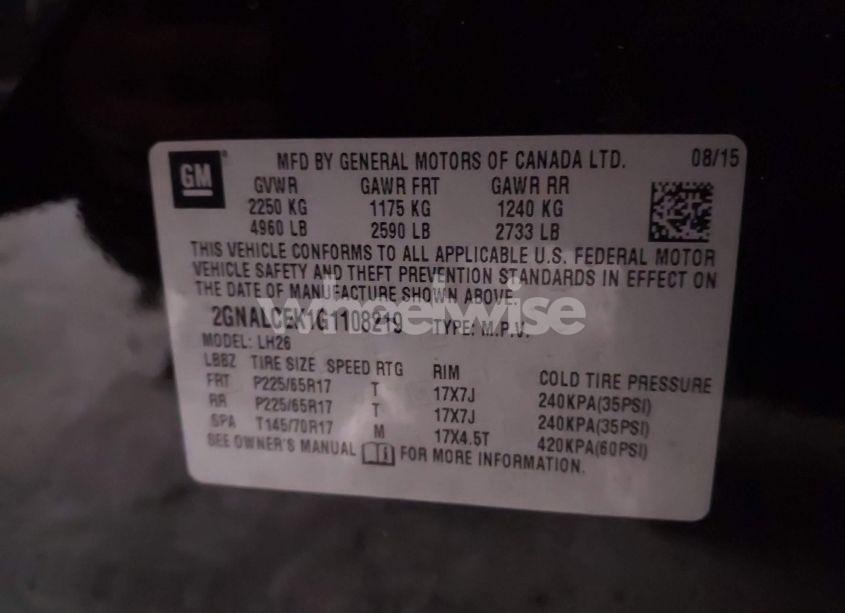 GM® MFD BY GENERAL MOTORS OF CANADA LTD. 08/15
GVWR GAWR FRT GAWR RR
2250 KG 1175 KG 1240 KG
4960 LB 2590 LB 2733 LB
THIS VEHICLE CONFORMS TO ALL APPLICABLE U.S. FEDERAL MOTOR
VEHICLE SAFETY AND THEFT PREVENTION STANDARDS IN EFFECT ON
THE DATE OF MANUFACTURE SHOWN ABOVE.
wheelwise
2GNALCEK1G1108219 TYPE: M.P.V.
MODEL: LH26
LBBZ TIRE SIZE SPEED RTG RIM COLD TIRE PRESSURE
FRT P225/65R17 T 17X7J 240KPA(35PSI)
RR P225/65R17 T 17X7J 240KPA(35PSI)
SPA T145/70R17 M 17X4.5T 420KPA(60PSI)
SEE OWNER'S MANUAL FOR MORE INFORMATION.